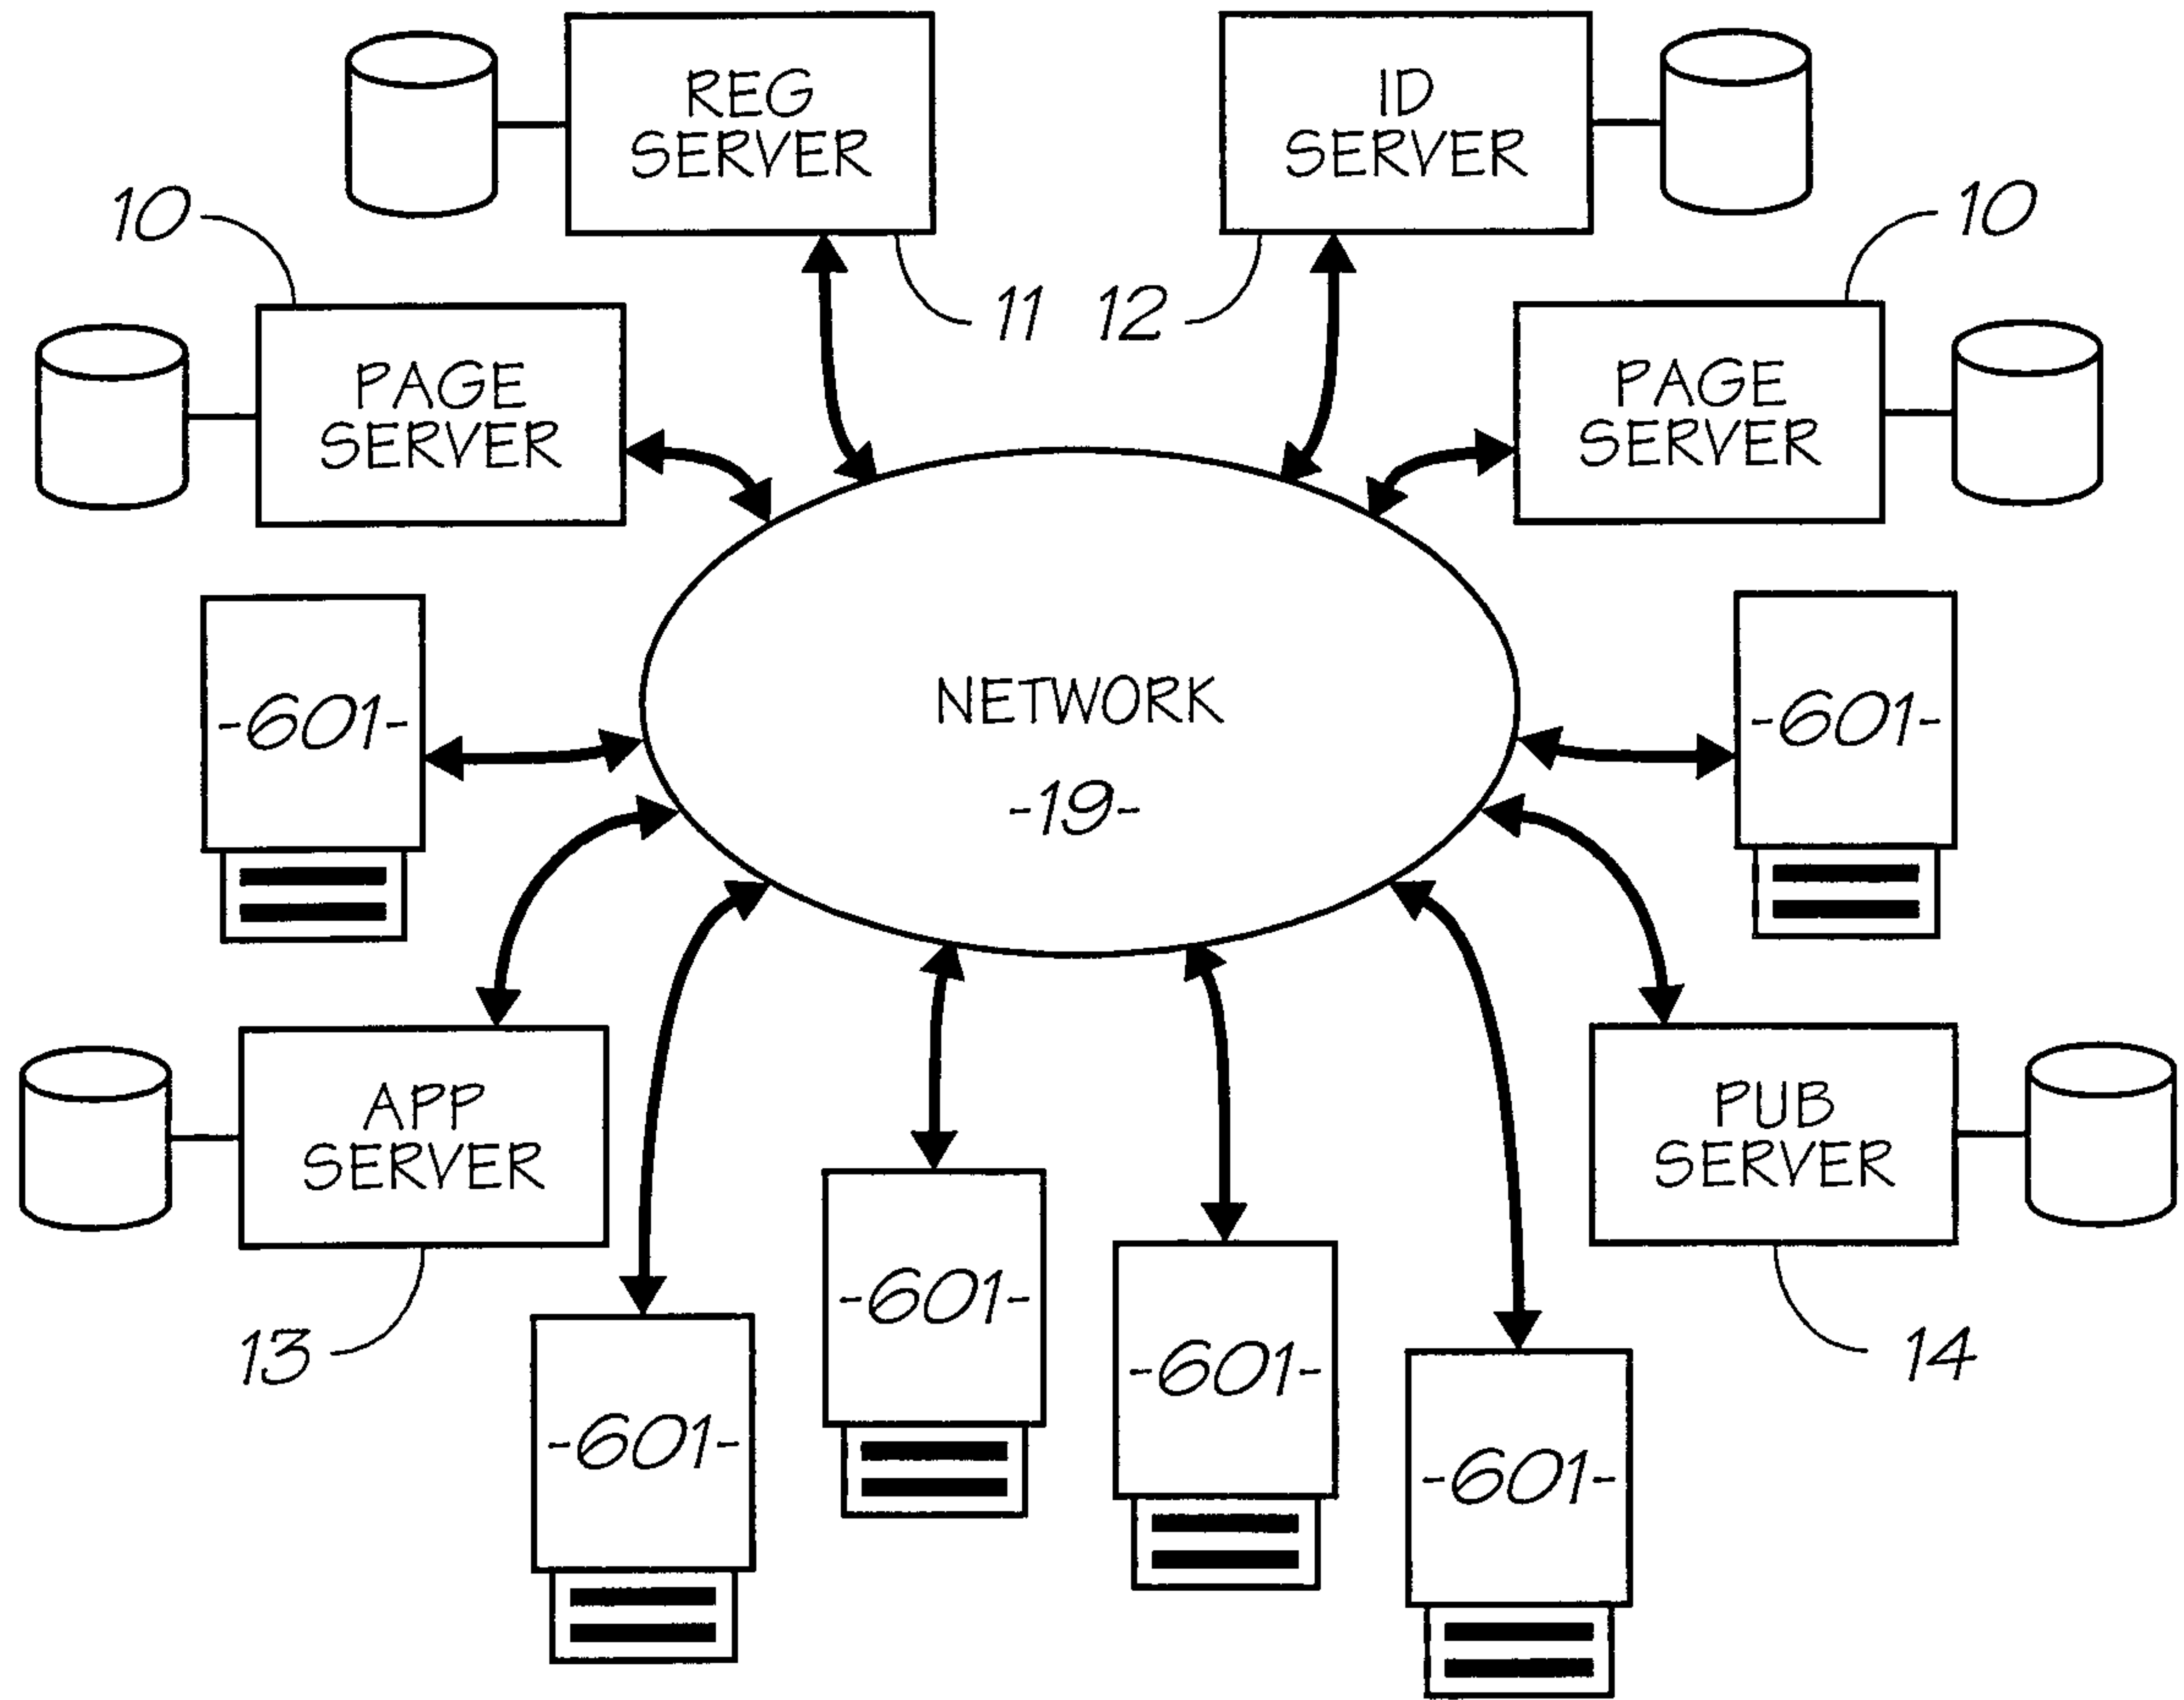 REG
SERVER
ID
SERVER
10
10
11
12
PAGE
SERVER
PAGE
SERVER
-601-
NETWORK
-19-
-601-
APP
SERVER
PUB
SERVER
13
-601-
-601-
-601-
-601-
14